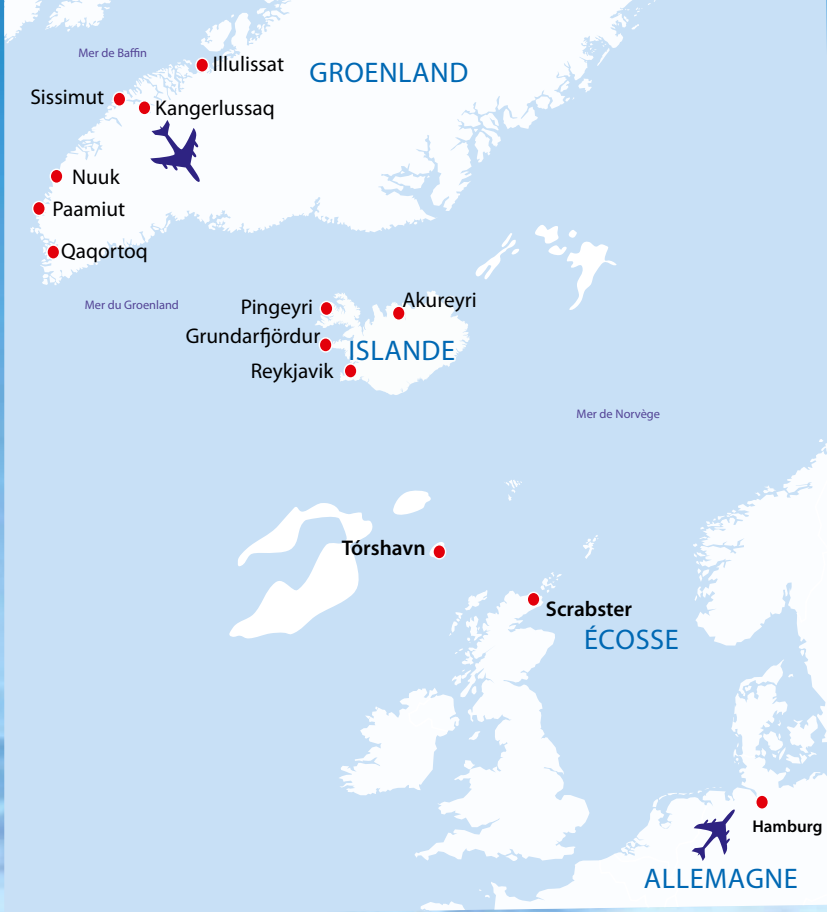 Mer de Baffin
Illulissat
GROENLAND
Sissimut
Kangerlussaq
Nuuk
Paamiut
Qaqortoq
Mer du Groenland
Pingeyri
Akureyri
Grundarfjördur
ISLANDE
Reykjavik
Mer de Norvège
Tórshavn
Scrabster
ÉCOSSE
Hamburg
ALLEMAGNE